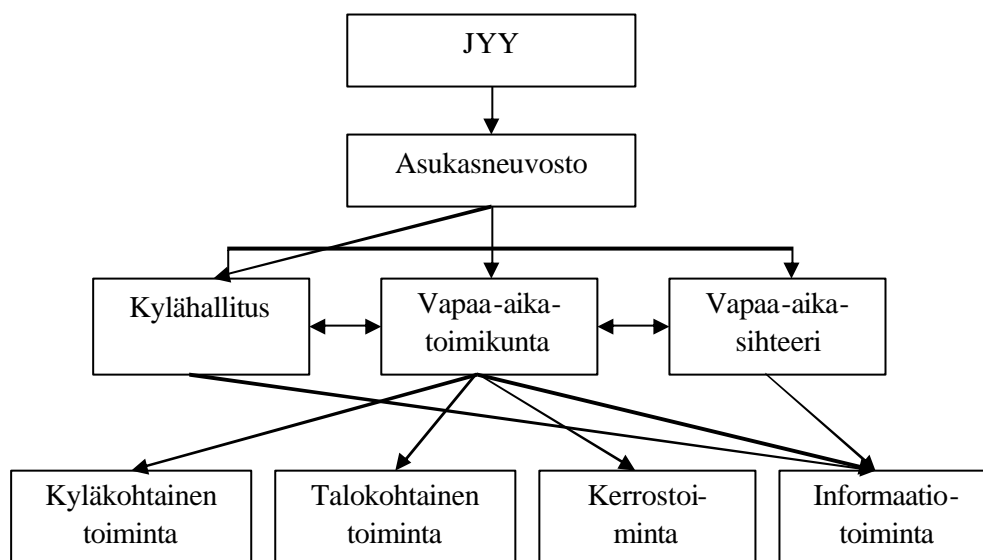 JYY
Asukasneuvosto
Kylähallitus
Vapaa-aika-
toimikunta
Vapaa-aika-
sihteeri
Kyläkohtainen
toiminta
Talokohtainen
toiminta
Kerrostoi-
minta
Informaatio-
toiminta